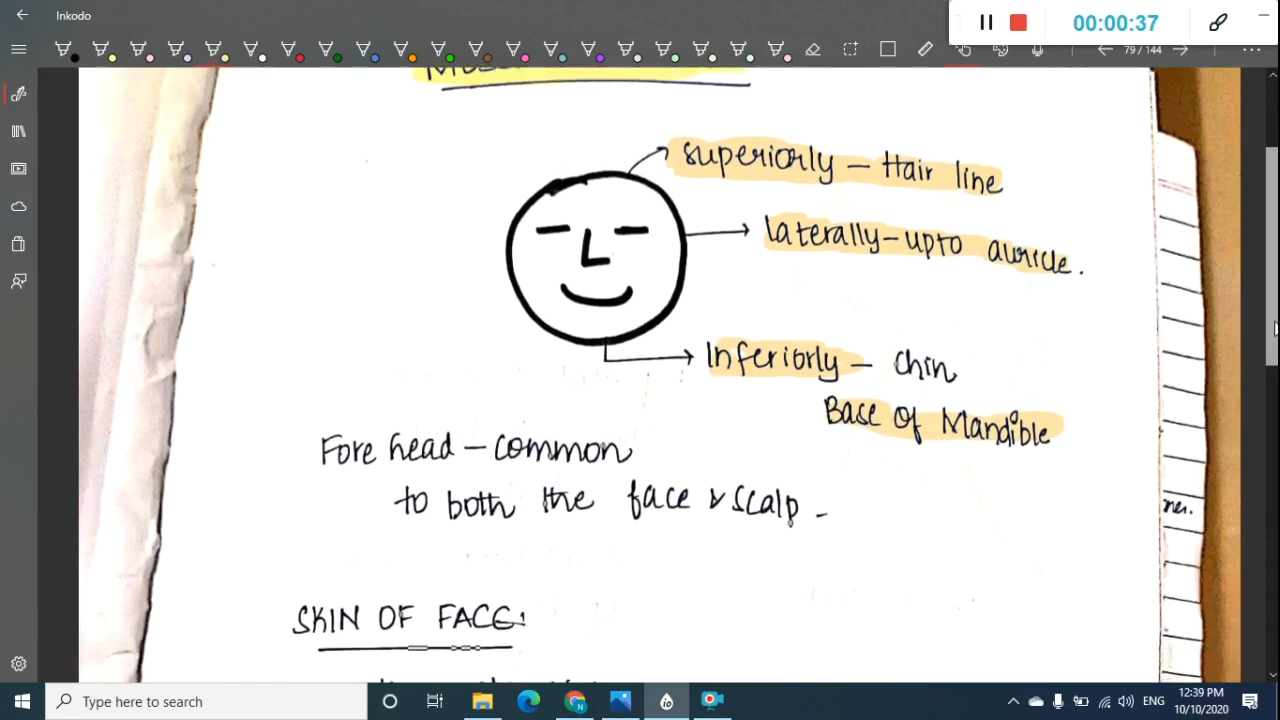 Inkodo
00:00:37
79 / 144
superiorly – Hair line
laterally – upto auricle.
Inferiorly – chin
Base of Mandible
Fore head – common
to both the face & scalp -
ner.
SKIN OF FACE:
Type here to search
ENG
12:39 PM
10/10/2020